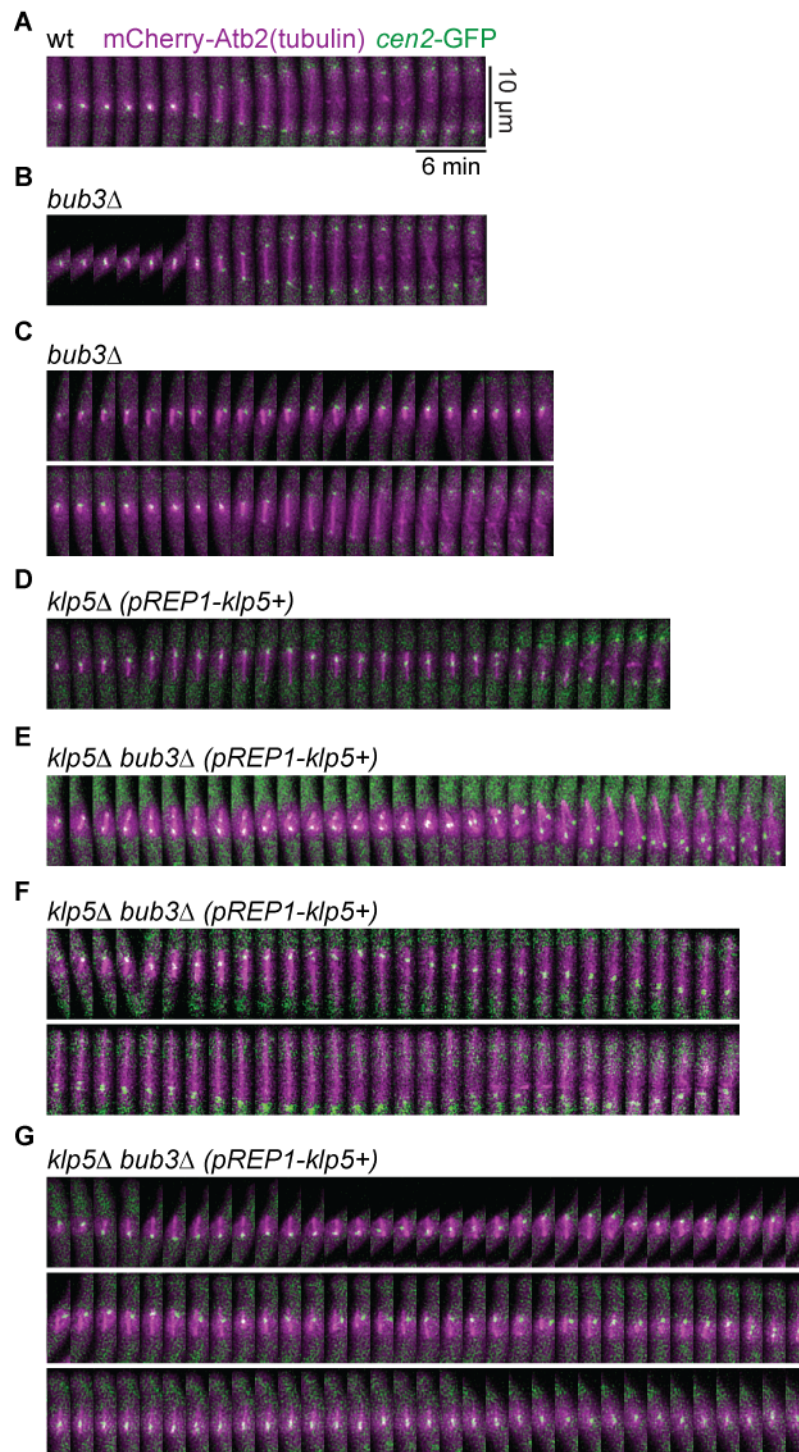 A
wt mCherry-Atb2(tubulin) cen2-GFP
10 μm
6 min
B
bub3Δ
C
bub3Δ
D
klp5Δ (pREP1-klp5+)
E
klp5Δ bub3Δ (pREP1-klp5+)
F
klp5Δ bub3Δ (pREP1-klp5+)
G
klp5Δ bub3Δ (pREP1-klp5+)